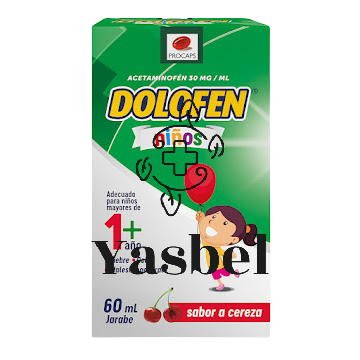 PROCAPS
ACETAMINOFÉN 30 MG / ML
DOLOFEN®
niños
Adecuado
para niños
mayores de
1+
año
Yasbel
60 mL
Jarabe
sabor a cereza